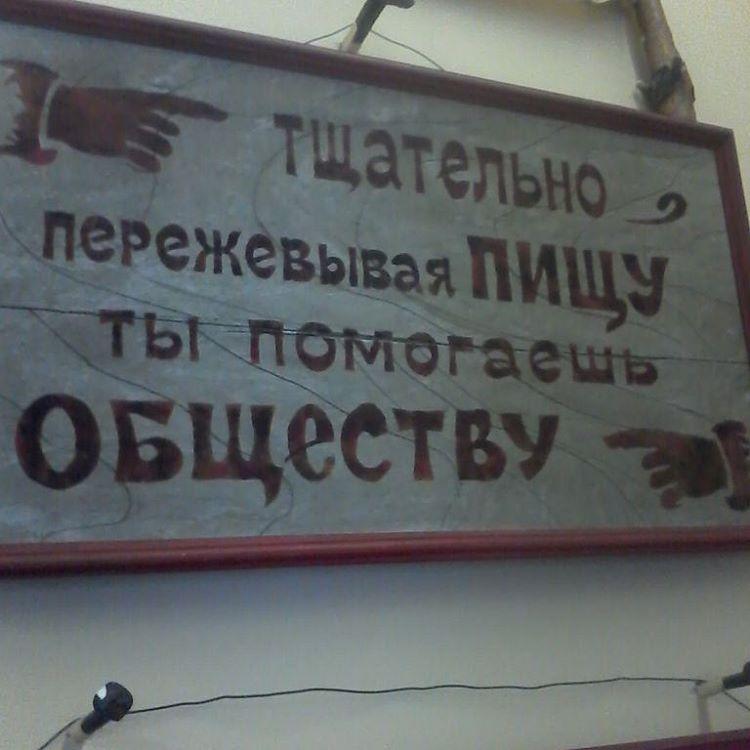 Тщательно
пережевывая ПИЩУ
ты помогаешь
ОБЩеСТВУ